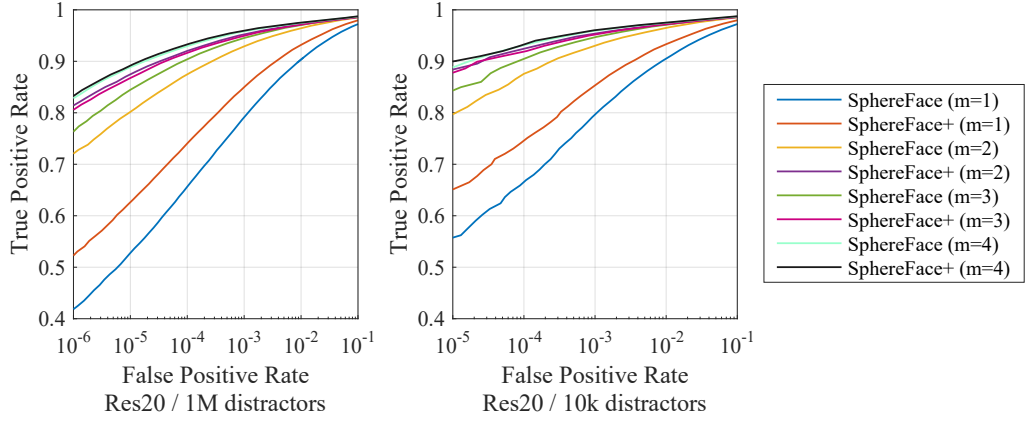 1
0.9
0.8
0.7
0.6
0.5
0.4
True Positive Rate
10^-6
10^-5
10^-4
10^-3
10^-2
10^-1
False Positive Rate
Res20 / 1M distractors
1
0.9
0.8
0.7
0.6
0.5
0.4
True Positive Rate
10^-5
10^-4
10^-3
10^-2
10^-1
False Positive Rate
Res20 / 10k distractors
SphereFace (m=1)
SphereFace+ (m=1)
SphereFace (m=2)
SphereFace+ (m=2)
SphereFace (m=3)
SphereFace+ (m=3)
SphereFace (m=4)
SphereFace+ (m=4)